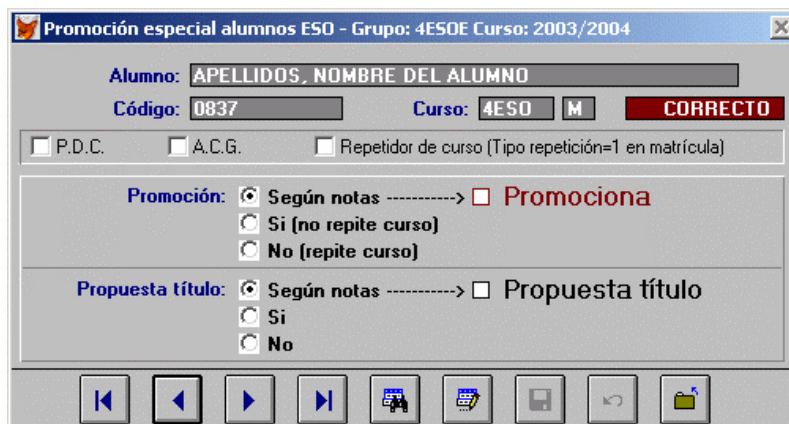 Promoción especial alumnos ESO - Grupo: 4ESOE Curso: 2003/2004
Alumno: APELLIDOS, NOMBRE DEL ALUMNO
Código: 0837 Curso: 4ESO M CORRECTO
P.D.C. A.C.G. Repetidor de curso (Tipo repetición=1 en matrícula)
Promoción: Según notas -----------> Promociona
Si (no repite curso)
No (repite curso)
Propuesta título: Según notas -----------> Propuesta título
Si
No